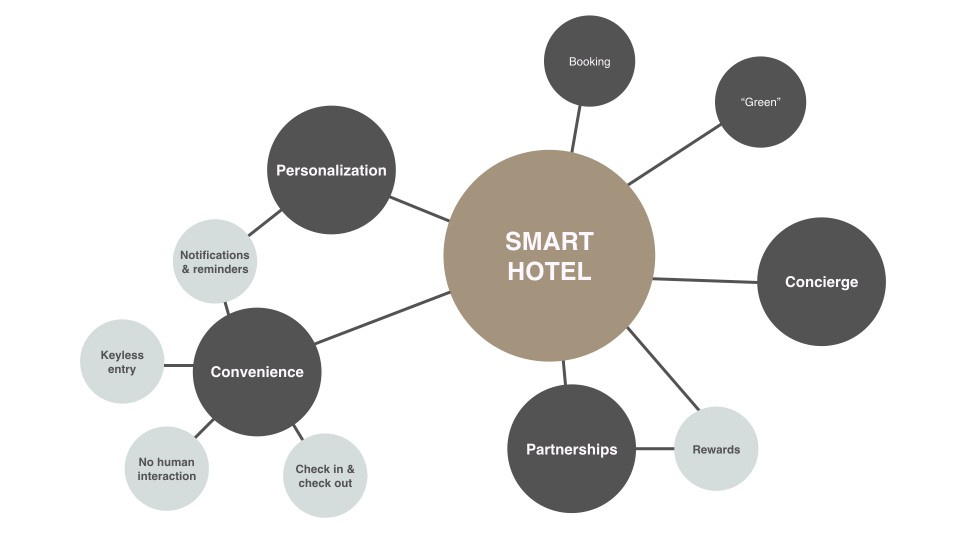 Booking
“Green”
Personalization
SMART
HOTEL
Notifications
& reminders
Concierge
Keyless
entry
Convenience
Partnerships
Rewards
No human
interaction
Check in &
check out